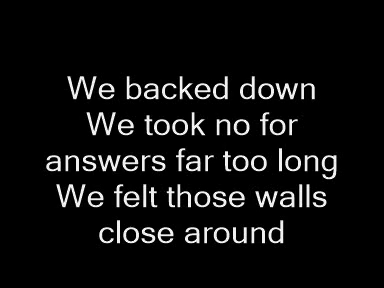 We backed down
We took no for
answers far too long
We felt those walls
close around